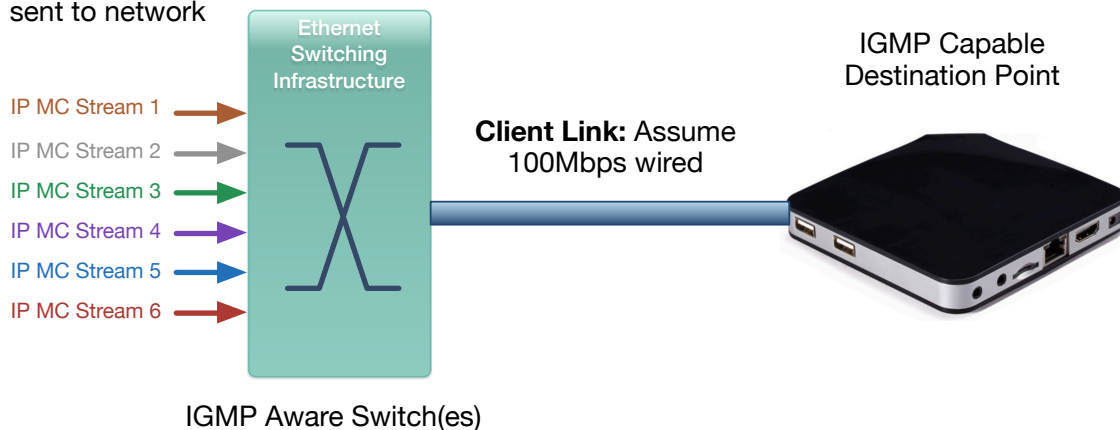 sent to network
Ethernet
Switching
Infrastructure
IP MC Stream 1
IP MC Stream 2
IP MC Stream 3
IP MC Stream 4
IP MC Stream 5
IP MC Stream 6
Client Link: Assume
100Mbps wired
IGMP Capable
Destination Point
IGMP Aware Switch(es)